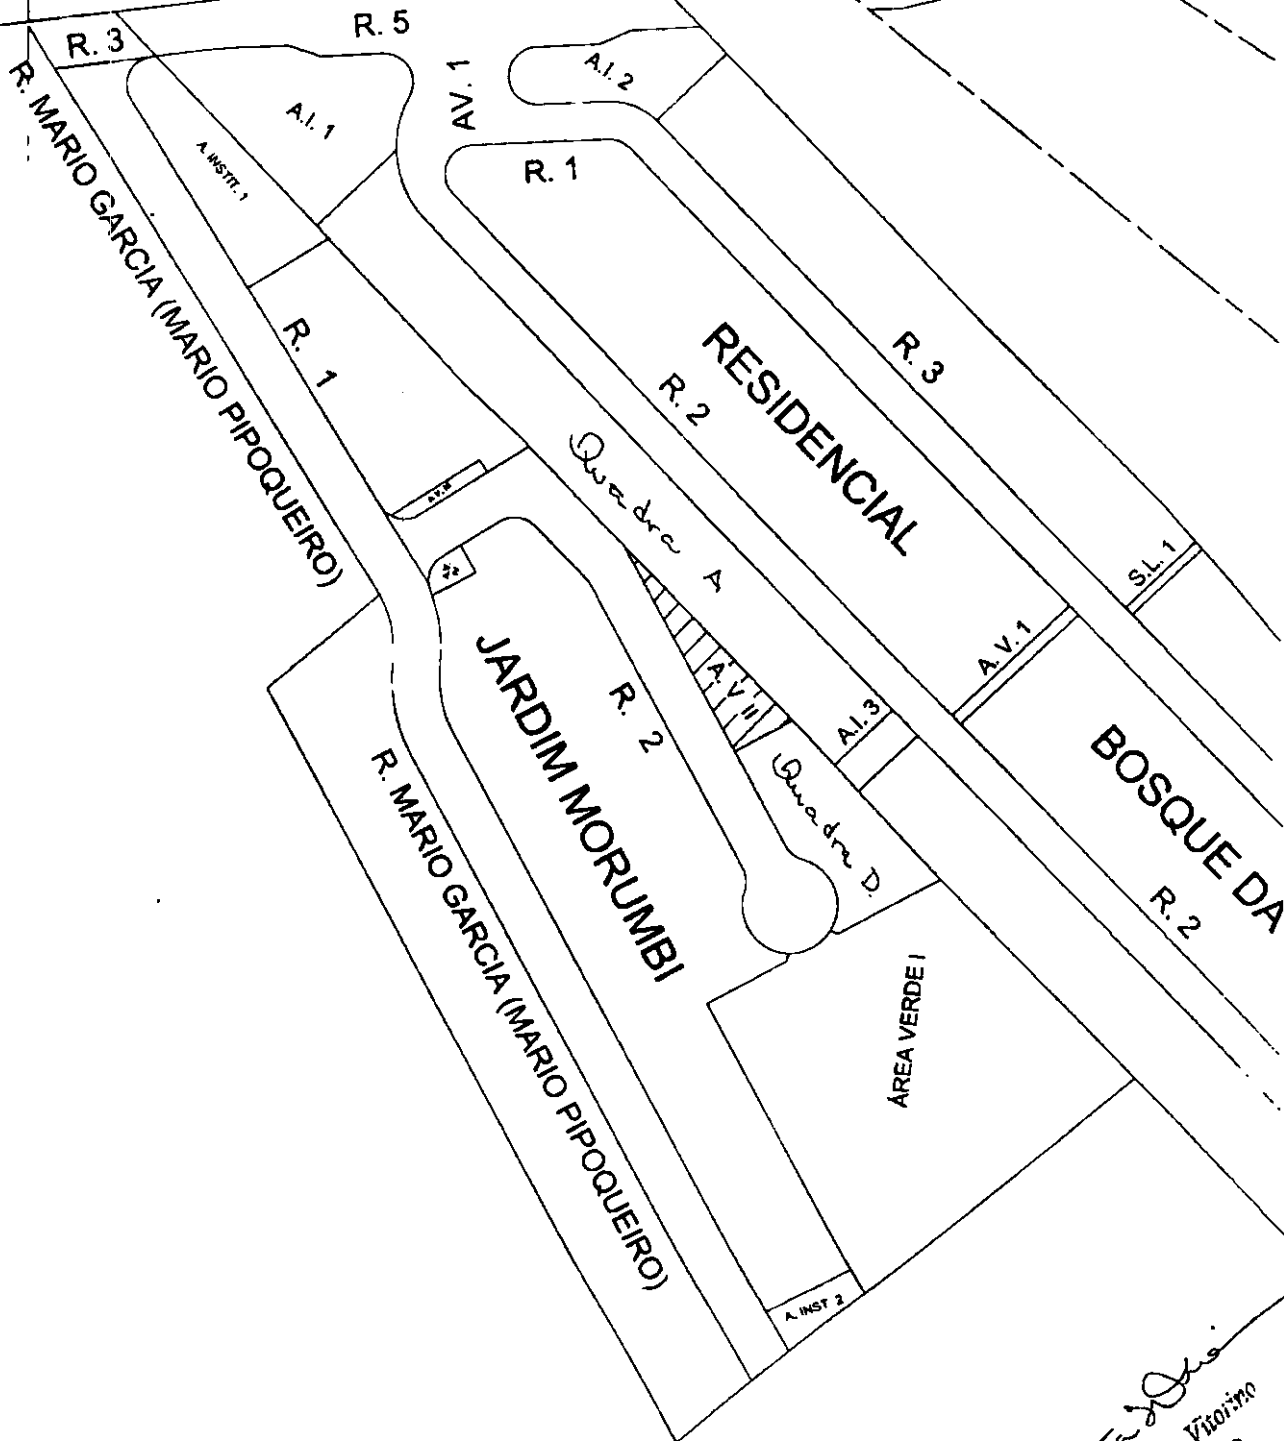 R. 5
R. 3
A.I. 2
AV. 1
A.I. 1
R. MARIO GARCIA (MARIO PIPOQUEIRO)
A. INSTIT. 1
R. 1
R. 1
R. 3
RESIDENCIAL
R. 2
Quadra A
S.L. 1
A.V. 1
JARDIM MORUMBI
R. 2
A.V II
A.I. 3
BOSQUE DA
Quadra D.
R. MARIO GARCIA (MARIO PIPOQUEIRO)
R. 2
ÁREA VERDE I
A. INST 2
Vitorino